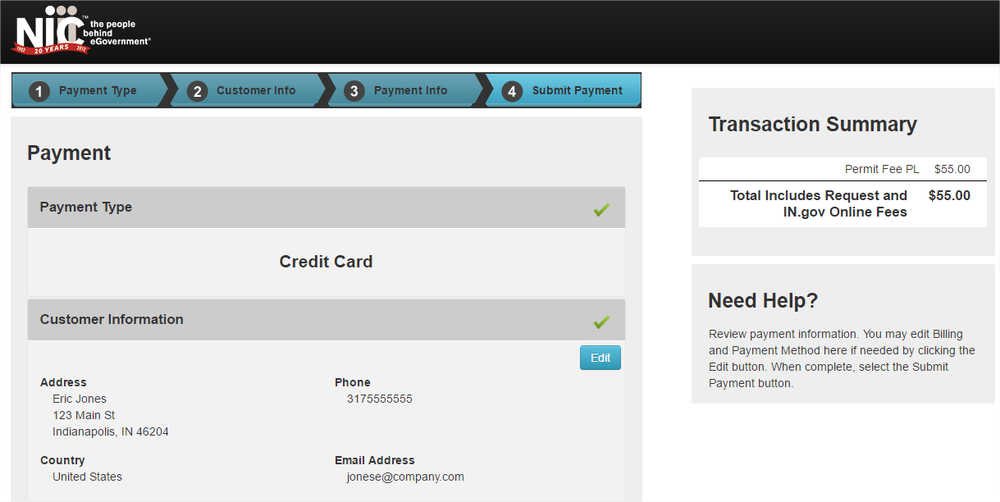 NIC™ the people
behind
eGovernment®
1992 20 YEARS 2012
1 Payment Type 2 Customer Info 3 Payment Info 4 Submit Payment
Payment
Payment Type
Credit Card
Customer Information
Edit
Address
Eric Jones
123 Main St
Indianapolis, IN 46204
Phone
3175555555
Country
United States
Email Address
jonese@company.com
Transaction Summary
Permit Fee PL $55.00
Total Includes Request and $55.00
IN.gov Online Fees
Need Help?
Review payment information. You may edit Billing
and Payment Method here if needed by clicking the
Edit button. When complete, select the Submit
Payment button.